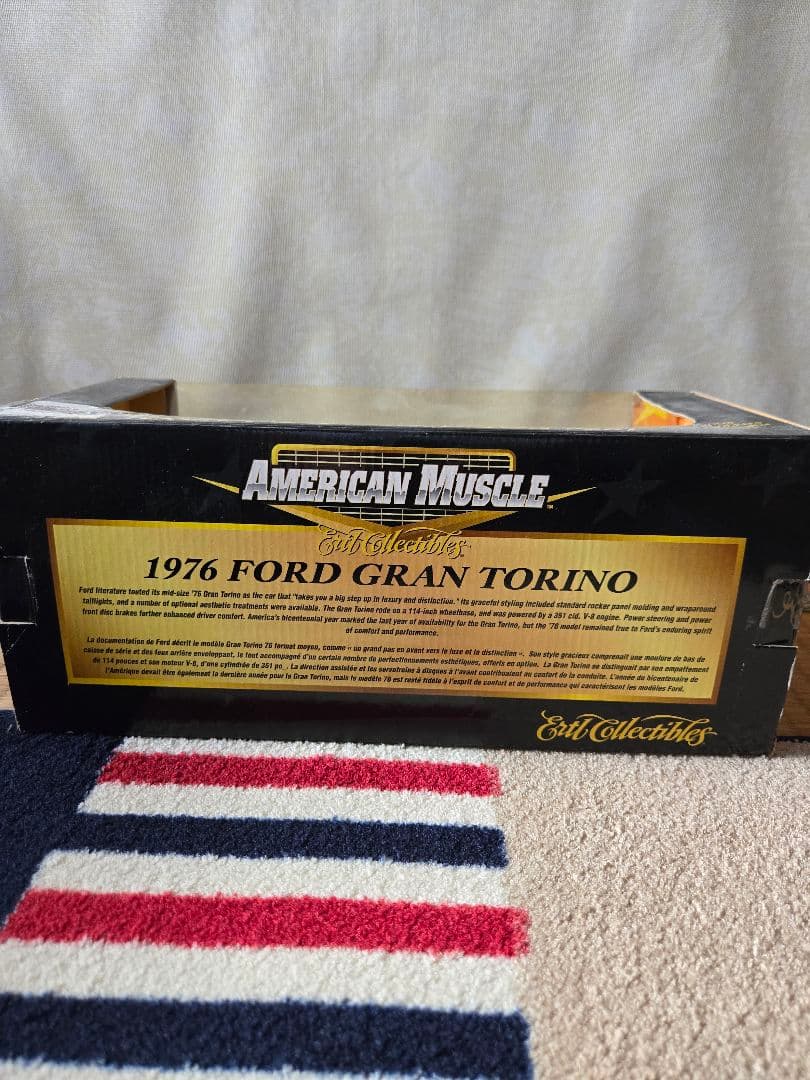 AMERICAN MUSCLE™
Ertl Collectibles
1976 FORD GRAN TORINO
Ford literature touted its mid-size '76 Gran Torino as the car that "takes you a big step up in luxury and distinction." Its graceful styling included standard rocker panel molding and wraparound
taillights, and a number of optional aesthetic treatments were available. The Gran Torino rode on a 114-inch wheelbase, and was powered by a 351 cid. V-8 engine. Power steering and power
front disc brakes further enhanced driver comfort. America's bicentennial year marked the last year of availability for the Gran Torino, but the '76 model remained true to Ford's enduring spirit
of comfort and performance.
La documentation de Ford décrit le modèle Gran Torino 76 format moyen, comme « un grand pas en avant vers le luxe et la distinction ». Son style gracieux comprenait une moulure de bas de
caisse de série et des feux arrière enveloppant, le tout accompagné d'un certain nombre de perfectionnements esthétiques, offerts en option. La Gran Torino se distinguait par son empattement
de 114 pouces et son moteur V-8, d'une cylindrée de 351 po_. La direction assistée et les servofreins à disques à l'avant contribuaient au confort de la conduite. L'année du bicentenaire de
l'Amérique devait être également la dernière année pour la Gran Torino, mais le modèle 76 est resté fidèle à l'esprit de confort et de performance qui caractérisent les modèles Ford.
Ertl Collectibles